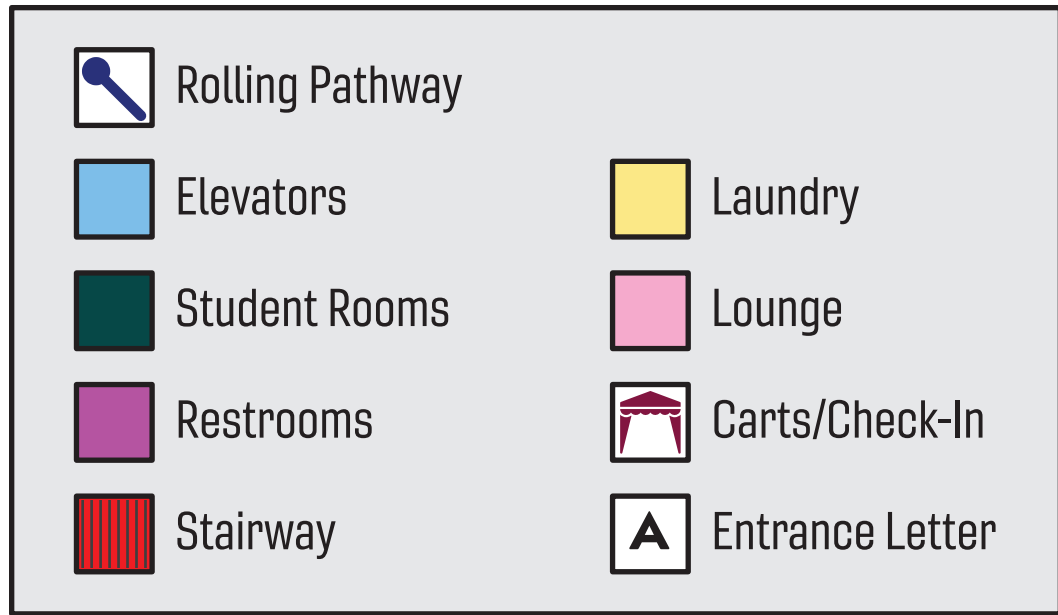 Rolling Pathway
Elevators
Student Rooms
Restrooms
Stairway
Laundry
Lounge
Carts/Check-In
A Entrance Letter